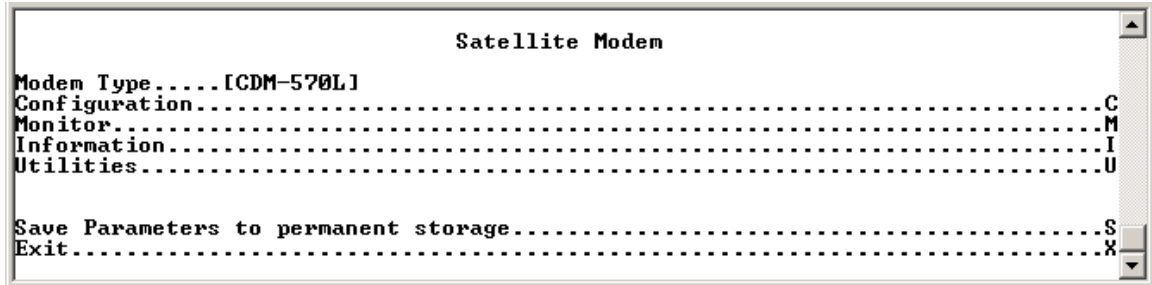 Satellite Modem
Modem Type.....[CDM-570L]
Configuration...................................................................C
Monitor.........................................................................M
Information.....................................................................I
Utilities.......................................................................U
Save Parameters to permanent storage............................................S
Exit............................................................................X